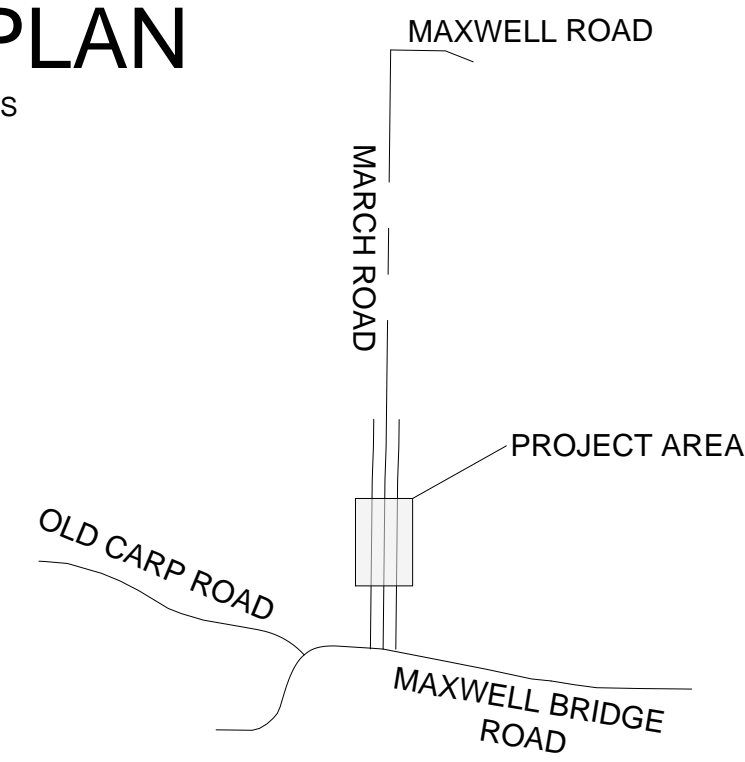 PLAN
S
MAXWELL ROAD
MARCH ROAD
PROJECT AREA
OLD CARP ROAD
MAXWELL BRIDGE
ROAD